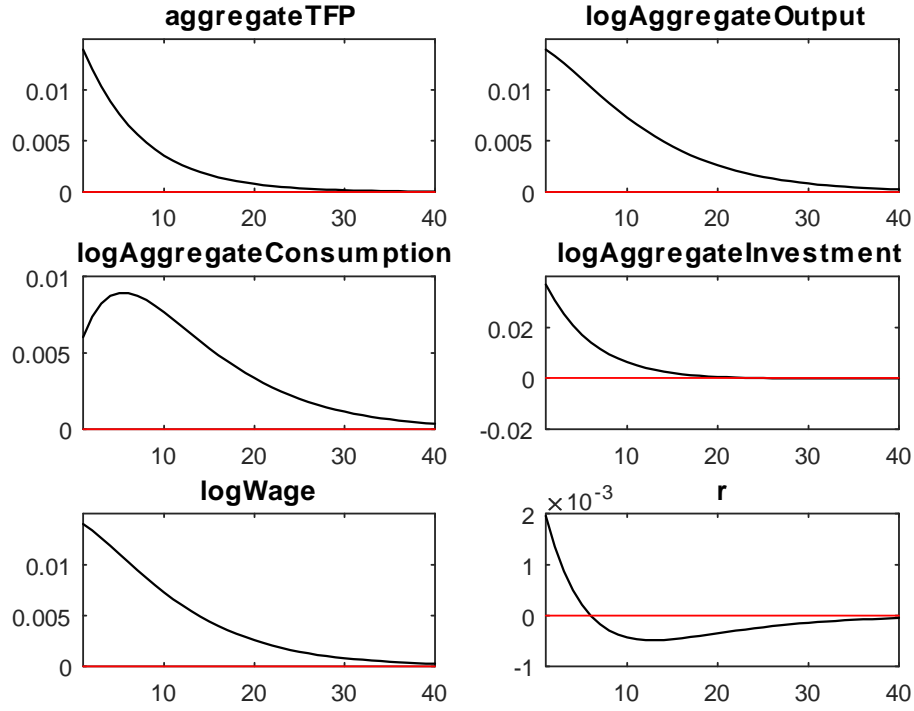 aggregateTFP
0.01
0.005
0
10 20 30 40
logAggregateOutput
0.01
0.005
0
10 20 30 40
logAggregateConsumption
0.01
0.005
0
10 20 30 40
logAggregateInvestment
0.02
0
-0.02
10 20 30 40
logWage
0.01
0.005
0
10 20 30 40
r
×10⁻³
2
1
0
-1
10 20 30 40